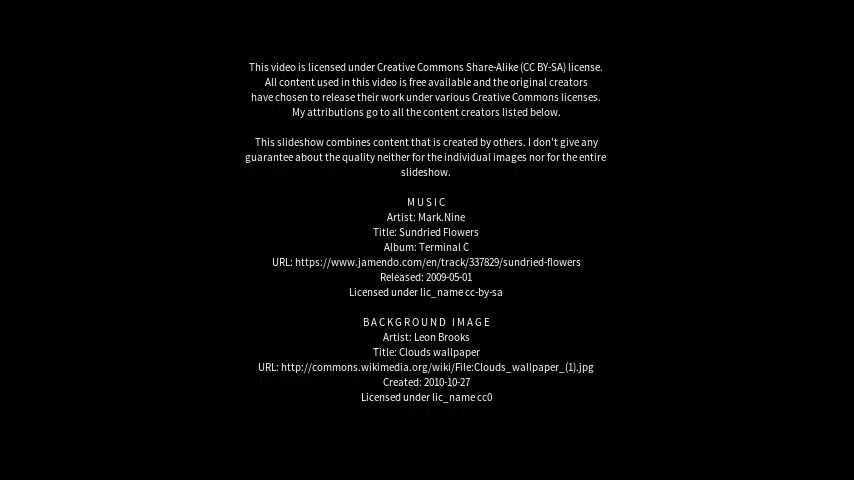 This video is licensed under Creative Commons Share-Alike (CC BY-SA) license.
All content used in this video is free available and the original creators
have chosen to release their work under various Creative Commons licenses.
My attributions go to all the content creators listed below.
This slideshow combines content that is created by others. I don't give any
guarantee about the quality neither for the individual images nor for the entire
slideshow.
MUSIC
Artist: Mark.Nine
Title: Sundried Flowers
Album: Terminal C
URL: https://www.jamendo.com/en/track/337829/sundried-flowers
Released: 2009-05-01
Licensed under lic_name cc-by-sa
BACKGROUND IMAGE
Artist: Leon Brooks
Title: Clouds wallpaper
URL: http://commons.wikimedia.org/wiki/File:Clouds_wallpaper_(1).jpg
Created: 2010-10-27
Licensed under lic_name cc0